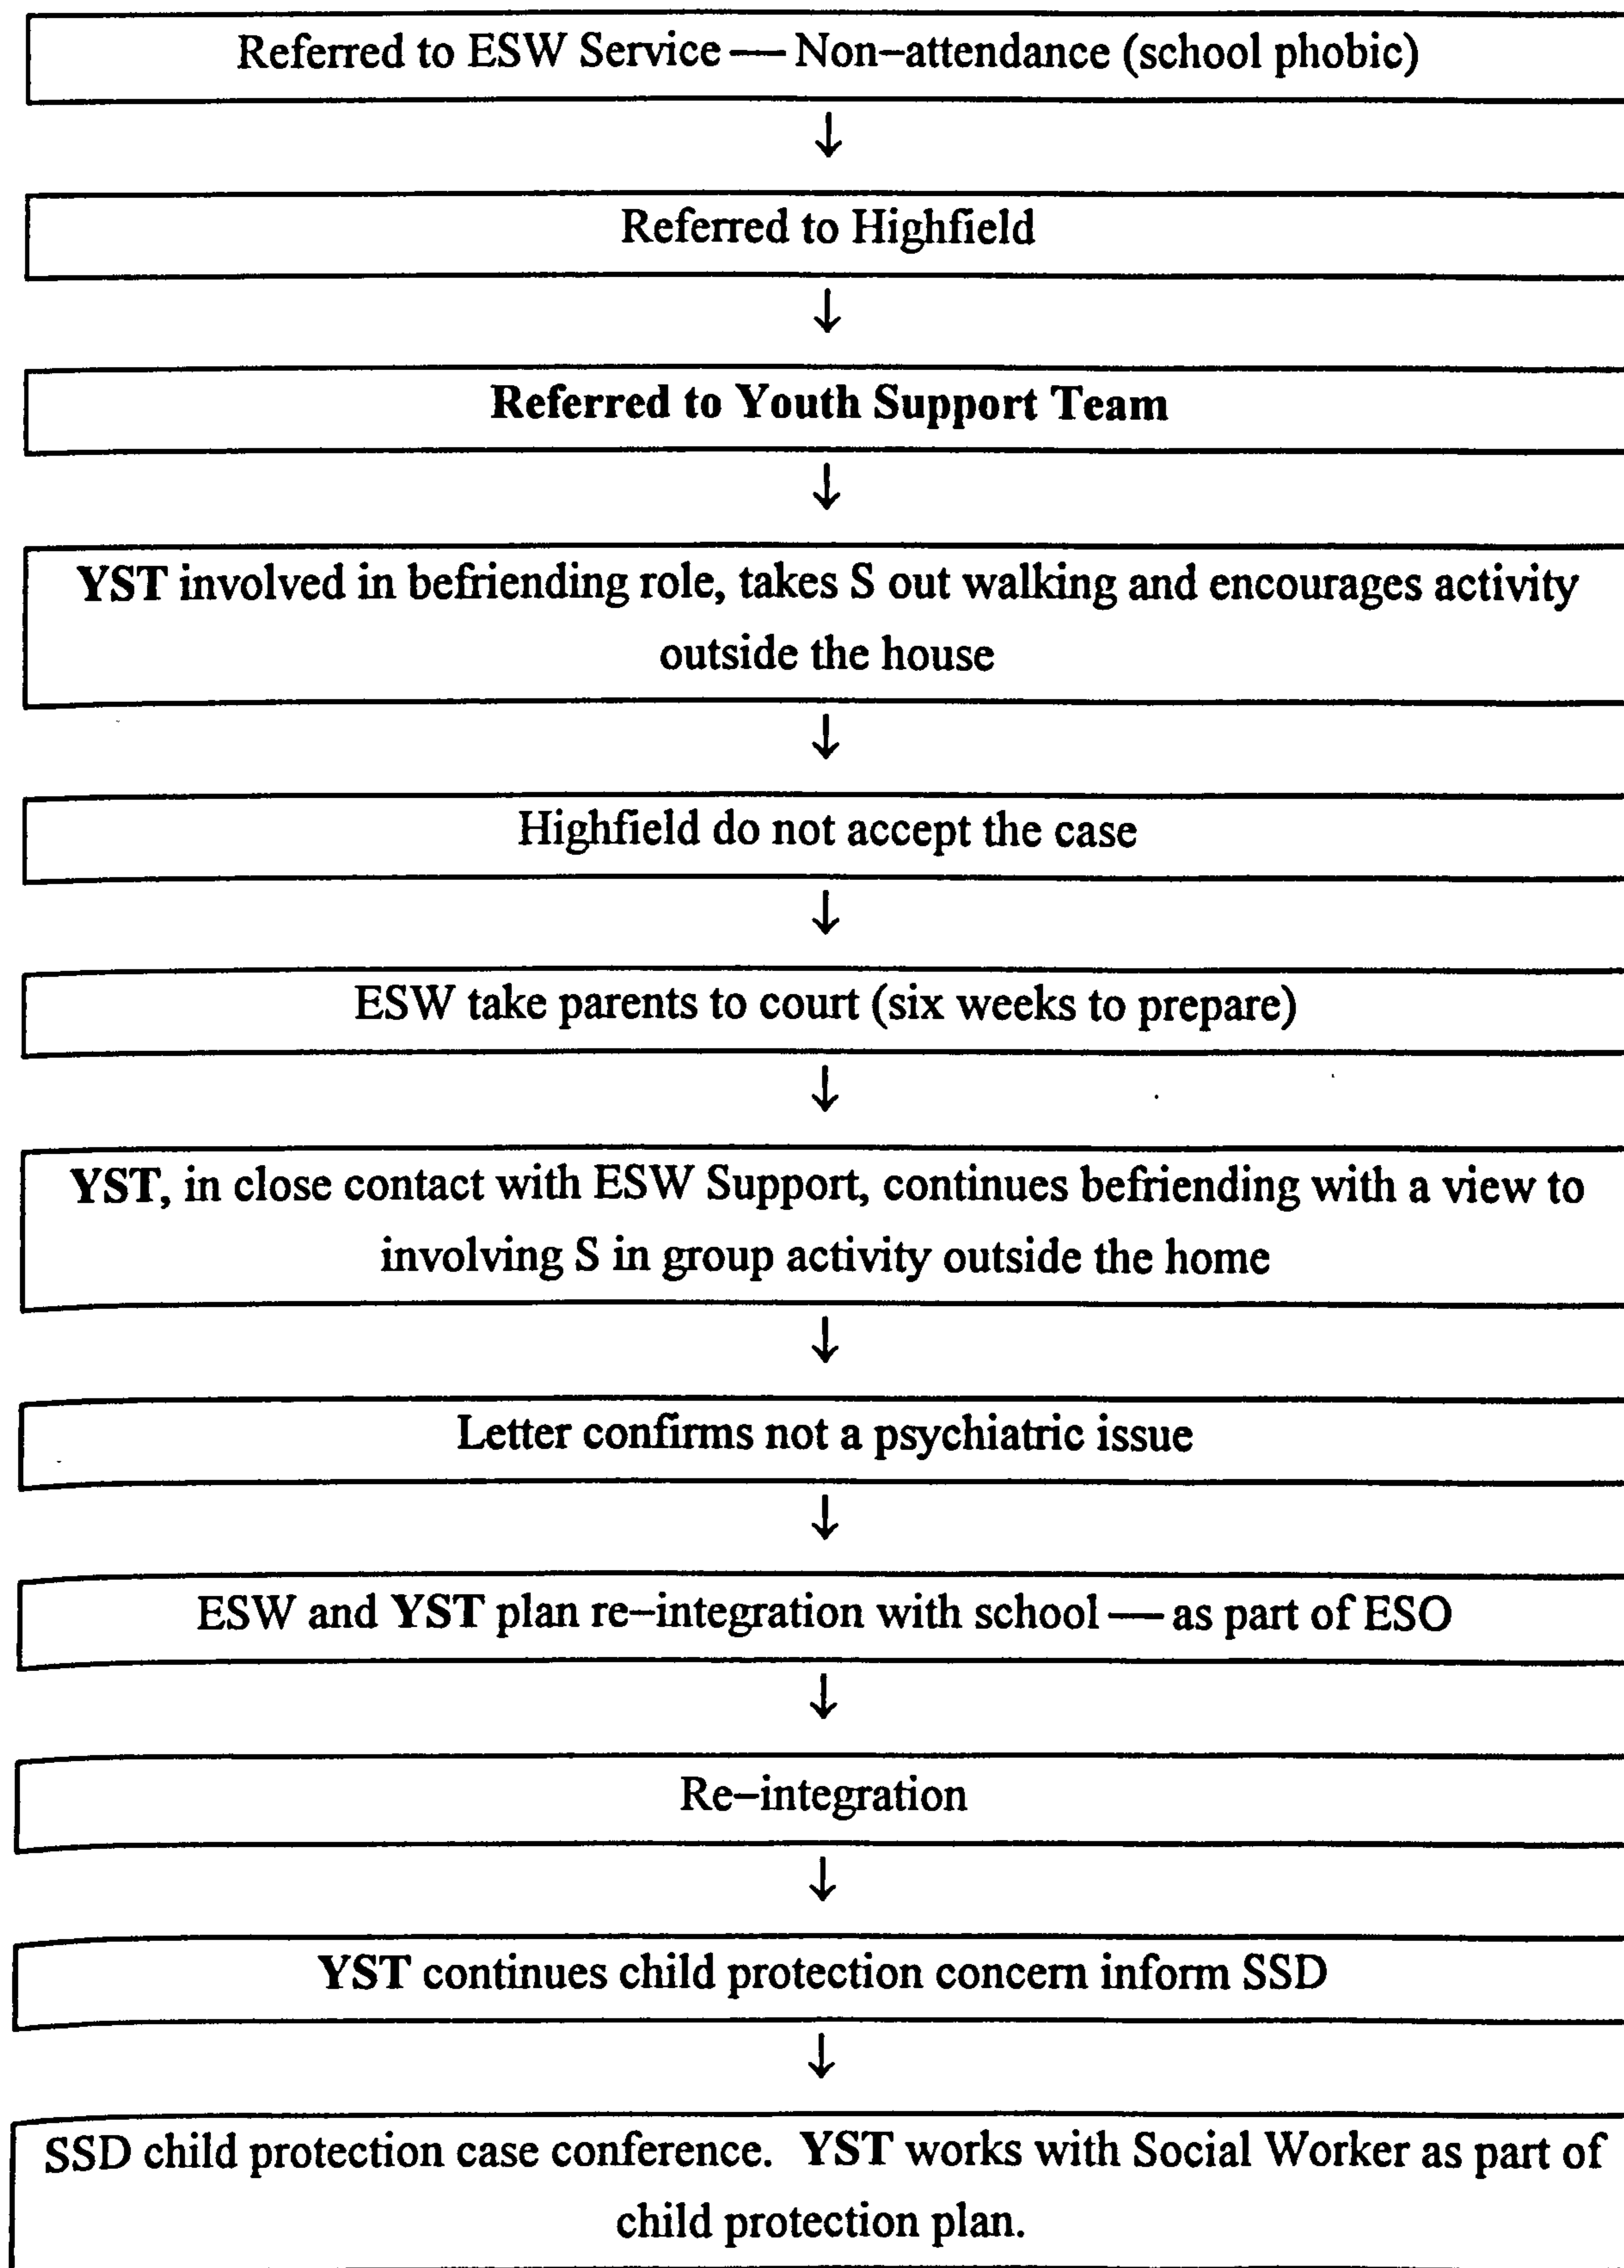 Referred to ESW Service — Non–attendance (school phobic)
↓
Referred to Highfield
↓
Referred to Youth Support Team
↓
YST involved in befriending role, takes S out walking and encourages activity
outside the house
↓
Highfield do not accept the case
↓
ESW take parents to court (six weeks to prepare)
↓
YST, in close contact with ESW Support, continues befriending with a view to
involving S in group activity outside the home
↓
Letter confirms not a psychiatric issue
↓
ESW and YST plan re–integration with school — as part of ESO
↓
Re–integration
↓
YST continues child protection concern inform SSD
↓
SSD child protection case conference. YST works with Social Worker as part of
child protection plan.